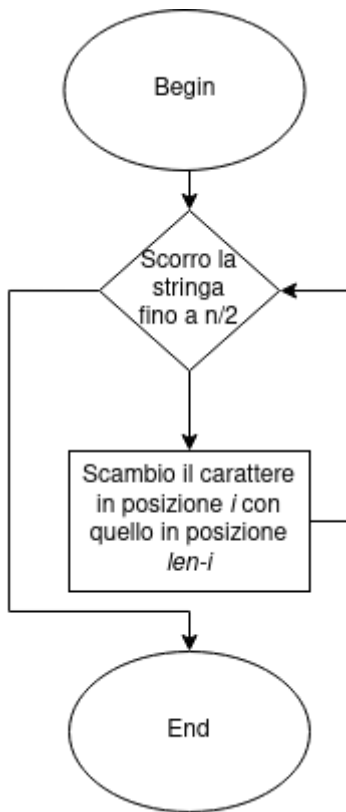 Begin
Scorro la
stringa
fino a n/2
Scambio il carattere
in posizione i con
quello in posizione
len-i
End